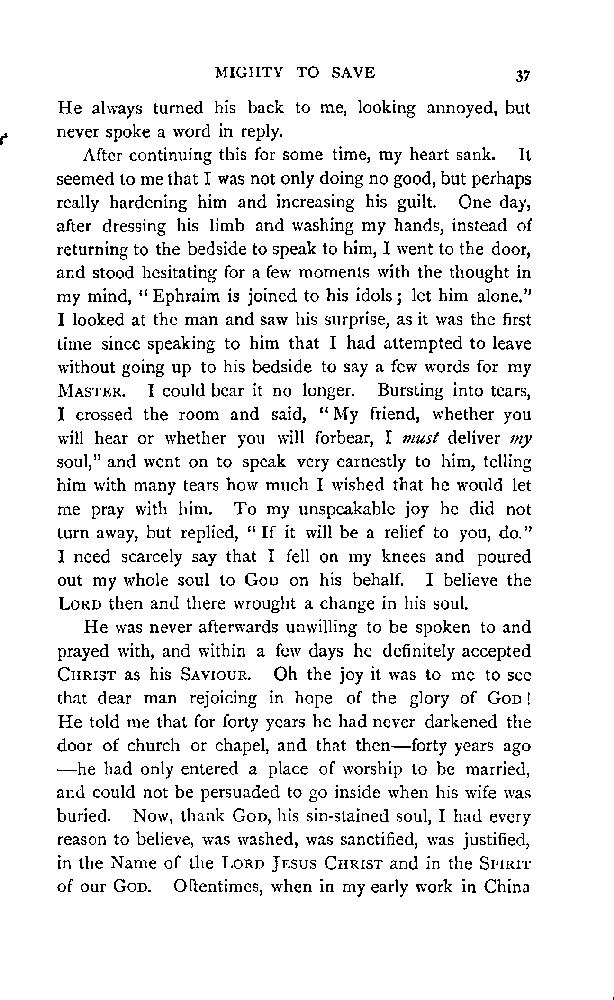 MIGHTY TO SAVE 37
He always turned his back to me, looking annoyed, but
never spoke a word in reply.
After continuing this for some time, my heart sank. It
seemed to me that I was not only doing no good, but perhaps
really hardening him and increasing his guilt. One day,
after dressing his limb and washing my hands, instead of
returning to the bedside to speak to him, I went to the door,
and stood hesitating for a few moments with the thought in
my mind, “Ephraim is joined to his idols; let him alone.”
I looked at the man and saw his surprise, as it was the first
time since speaking to him that I had attempted to leave
without going up to his bedside to say a few words for my
MASTER. I could bear it no longer. Bursting into tears,
I crossed the room and said, “My friend, whether you
will hear or whether you will forbear, I must deliver my
soul,” and went on to speak very earnestly to him, telling
him with many tears how much I wished that he would let
me pray with him. To my unspeakable joy he did not
turn away, but replied, “If it will be a relief to you, do.”
I need scarcely say that I fell on my knees and poured
out my whole soul to GOD on his behalf. I believe the
LORD then and there wrought a change in his soul.
He was never afterwards unwilling to be spoken to and
prayed with, and within a few days he definitely accepted
CHRIST as his SAVIOUR. Oh the joy it was to me to see
that dear man rejoicing in hope of the glory of GOD!
He told me that for forty years he had never darkened the
door of church or chapel, and that then—forty years ago
—he had only entered a place of worship to be married,
and could not be persuaded to go inside when his wife was
buried. Now, thank GOD, his sin-stained soul, I had every
reason to believe, was washed, was sanctified, was justified,
in the Name of the LORD JESUS CHRIST and in the SPIRIT
of our GOD. Oftentimes, when in my early work in China